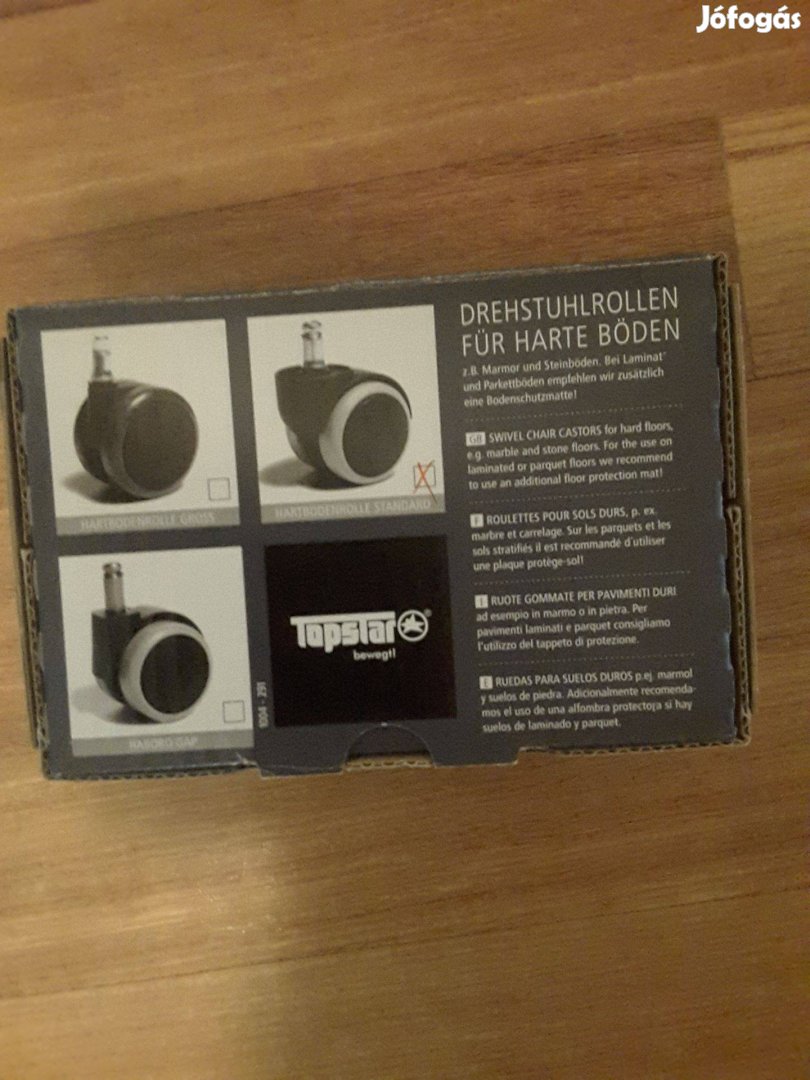 Jófogás
HARTBODENROLLE GROSS
HARTBODENROLLE STANDARD
HABORO GAP
1004 - 291
Topstar®
bewegt!
DREHSTUHLROLLEN
FÜR HARTE BÖDEN
z.B. Marmor und Steinböden. Bei Laminat-
und Parkettböden empfehlen wir zusätzlich
eine Bodenschutzmatte!
GB SWIVEL CHAIR CASTORS for hard floors,
e.g. marble and stone floors. For the use on
laminated or parquet floors we recommend
to use an additional floor protection mat!
F ROULETTES POUR SOLS DURS, p. ex.
marbre et carrelage. Sur les parquets et les
sols stratifiés il est recommandé d'utiliser
une plaque protège-sol!
I RUOTE GOMMATE PER PAVIMENTI DURI
ad esempio in marmo o in pietra. Per
pavimenti laminati e parquet consigliamo
l'utilizzo del tappeto di protezione.
E RUEDAS PARA SUELOS DUROS p.ej. marmol
y suelos de piedra. Adicionalmente recomenda-
mos el uso de una alfombra protectora si hay
suelos de laminado y parquet.